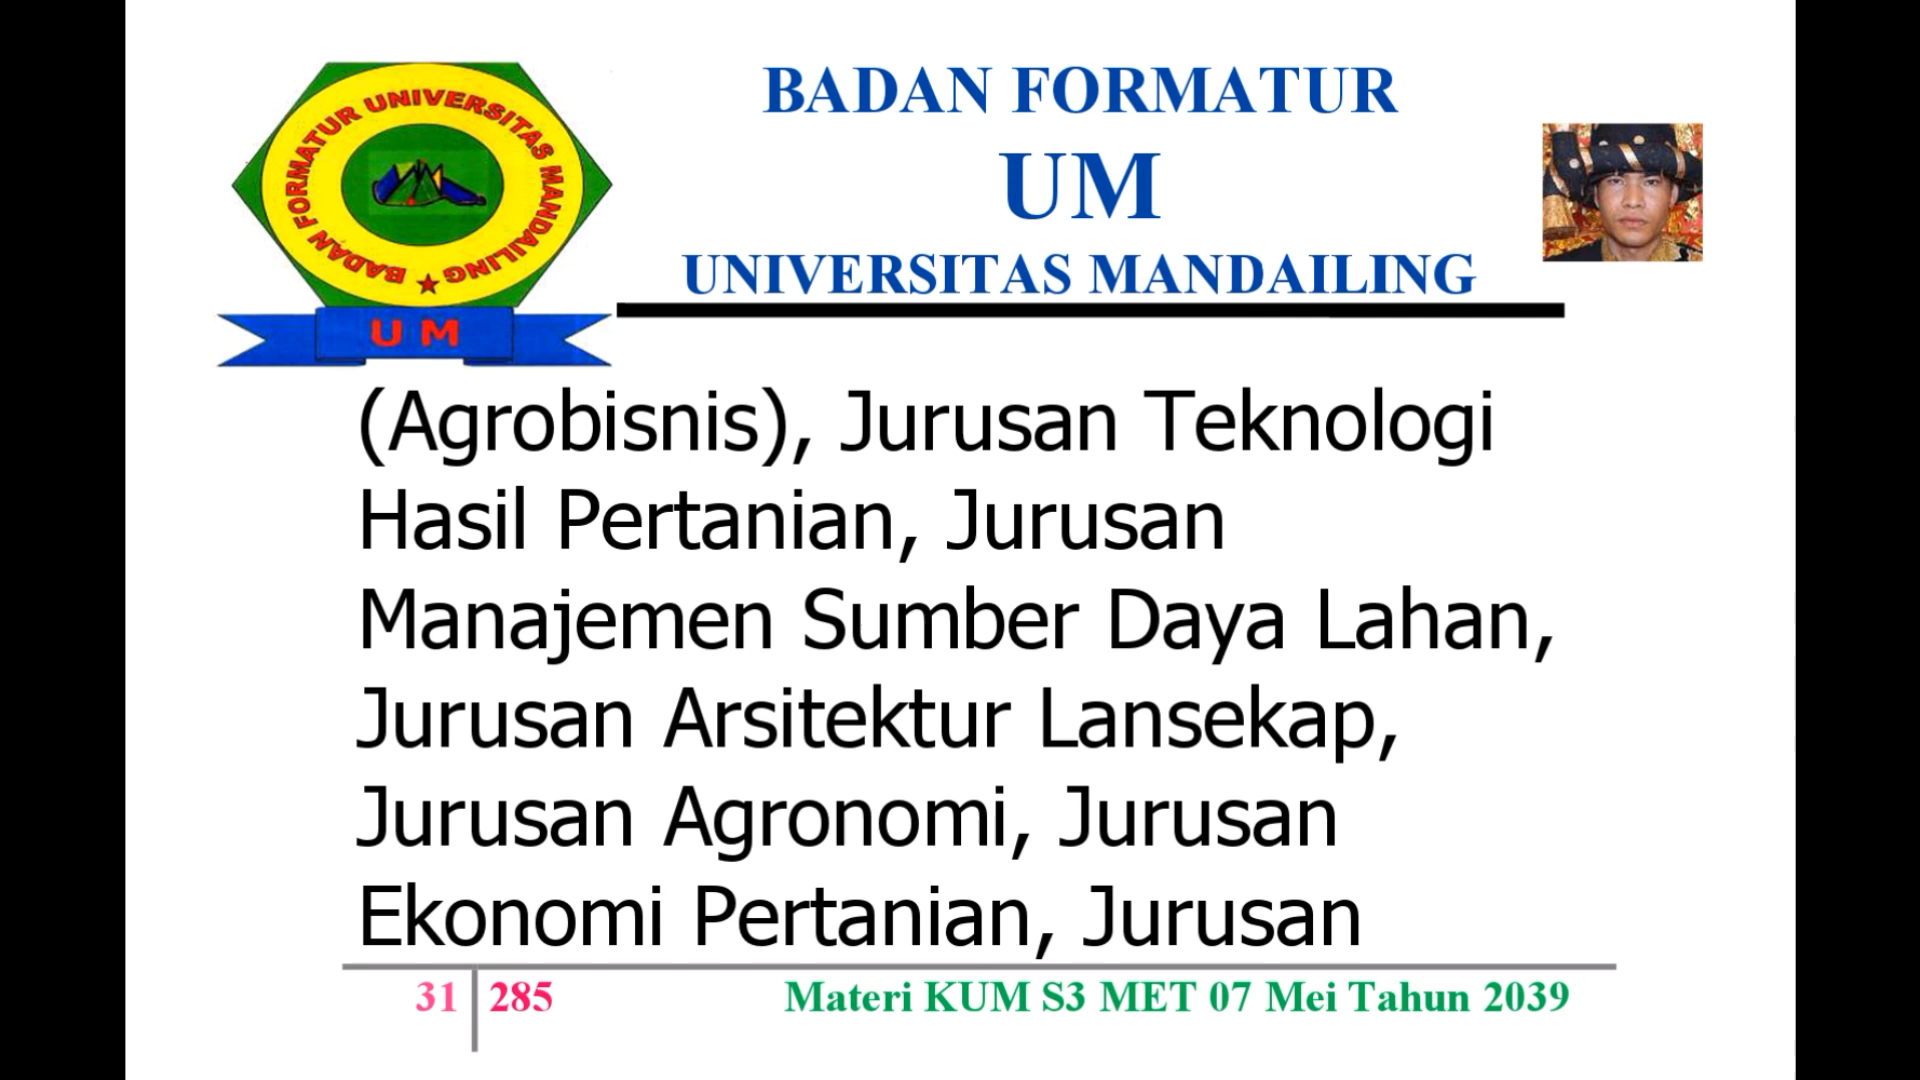 BADAN FORMATUR UNIVERSITAS MANDAILING
U M
BADAN FORMATUR
UM
UNIVERSITAS MANDAILING
(Agrobisnis), Jurusan Teknologi
Hasil Pertanian, Jurusan
Manajemen Sumber Daya Lahan,
Jurusan Arsitektur Lansekap,
Jurusan Agronomi, Jurusan
Ekonomi Pertanian, Jurusan
31 285
Materi KUM S3 MET 07 Mei Tahun 2039